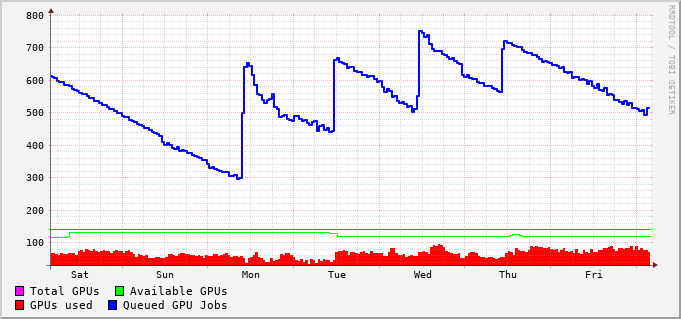 800
700
600
500
400
300
200
100
Sat Sun Mon Tue Wed Thu Fri
Total GPUs Available GPUs
GPUs used Queued GPU Jobs
RRDTOOL / TOBI OETIKER